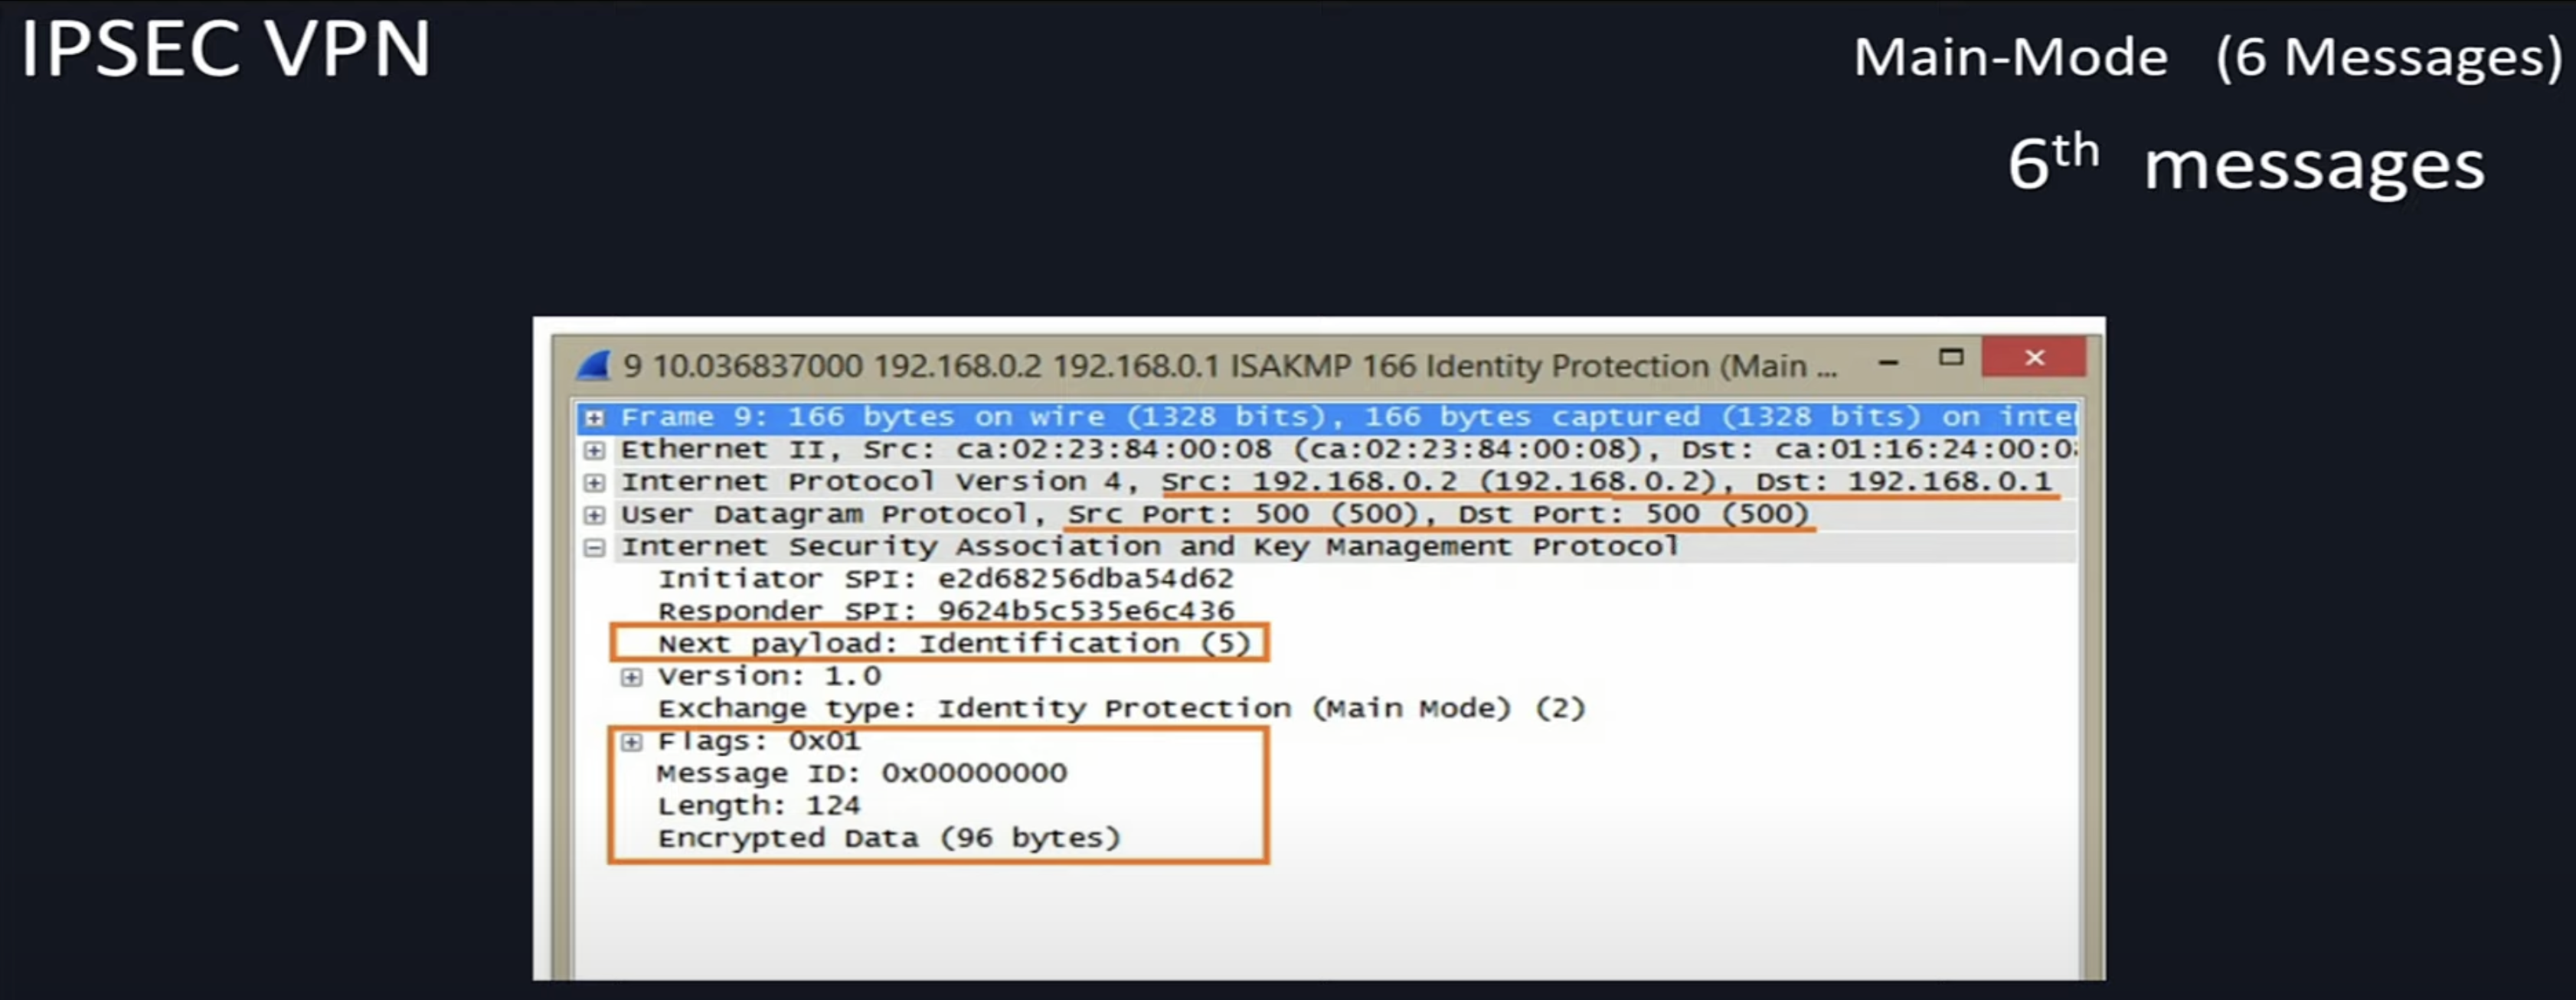 IPSEC VPN
Main-Mode (6 Messages)
6th messages
9 10.036837000 192.168.0.2 192.168.0.1 ISAKMP 166 Identity Protection (Main ...
Frame 9: 166 bytes on wire (1328 bits), 166 bytes captured (1328 bits) on inte
Ethernet II, Src: ca:02:23:84:00:08 (ca:02:23:84:00:08), Dst: ca:01:16:24:00:0
Internet Protocol Version 4, Src: 192.168.0.2 (192.168.0.2), Dst: 192.168.0.1
User Datagram Protocol, Src Port: 500 (500), Dst Port: 500 (500)
Internet Security Association and Key Management Protocol
Initiator SPI: e2d68256dba54d62
Responder SPI: 9624b5c535e6c436
Next payload: Identification (5)
Version: 1.0
Exchange type: Identity Protection (Main Mode) (2)
Flags: 0x01
Message ID: 0x00000000
Length: 124
Encrypted Data (96 bytes)